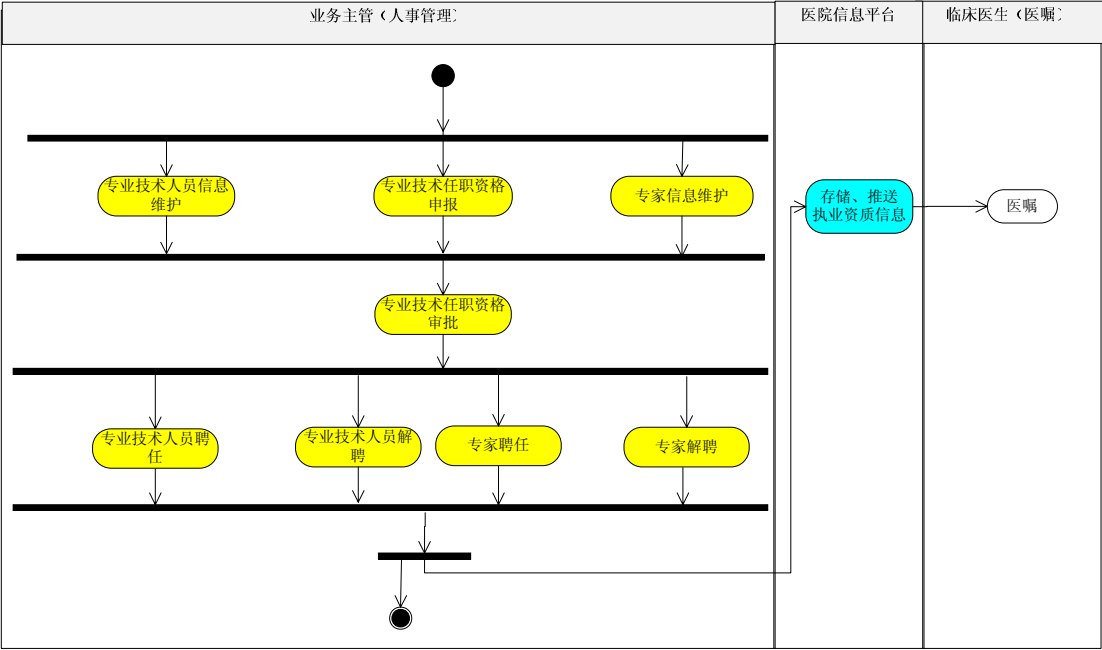 业务主管（人事管理）
医院信息平台
临床医生（医嘱）
专业技术人员信息
维护
专业技术任职资格
申报
专家信息维护
存储、推送
执业资质信息
医嘱
专业技术任职资格
审批
专业技术人员聘
任
专业技术人员解
聘
专家聘任
专家解聘